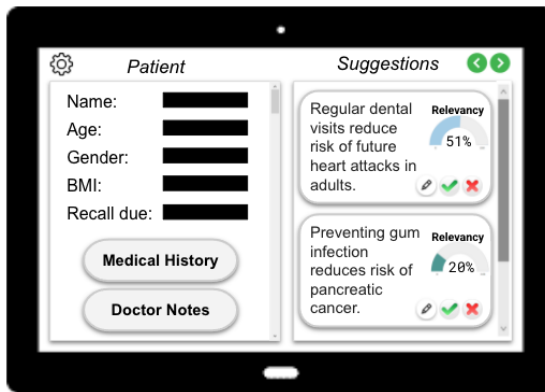 Patient
Name:
Age:
Gender:
BMI:
Recall due:
Medical History
Doctor Notes
Suggestions
Regular dental
visits reduce
risk of future
heart attacks in
adults.
Relevancy
51%
Preventing gum
infection
reduces risk of
pancreatic
cancer.
Relevancy
20%